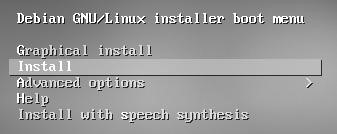 Debian GNU/Linux installer boot menu
Graphical install
Install
Advanced options >
Help
Install with speech synthesis